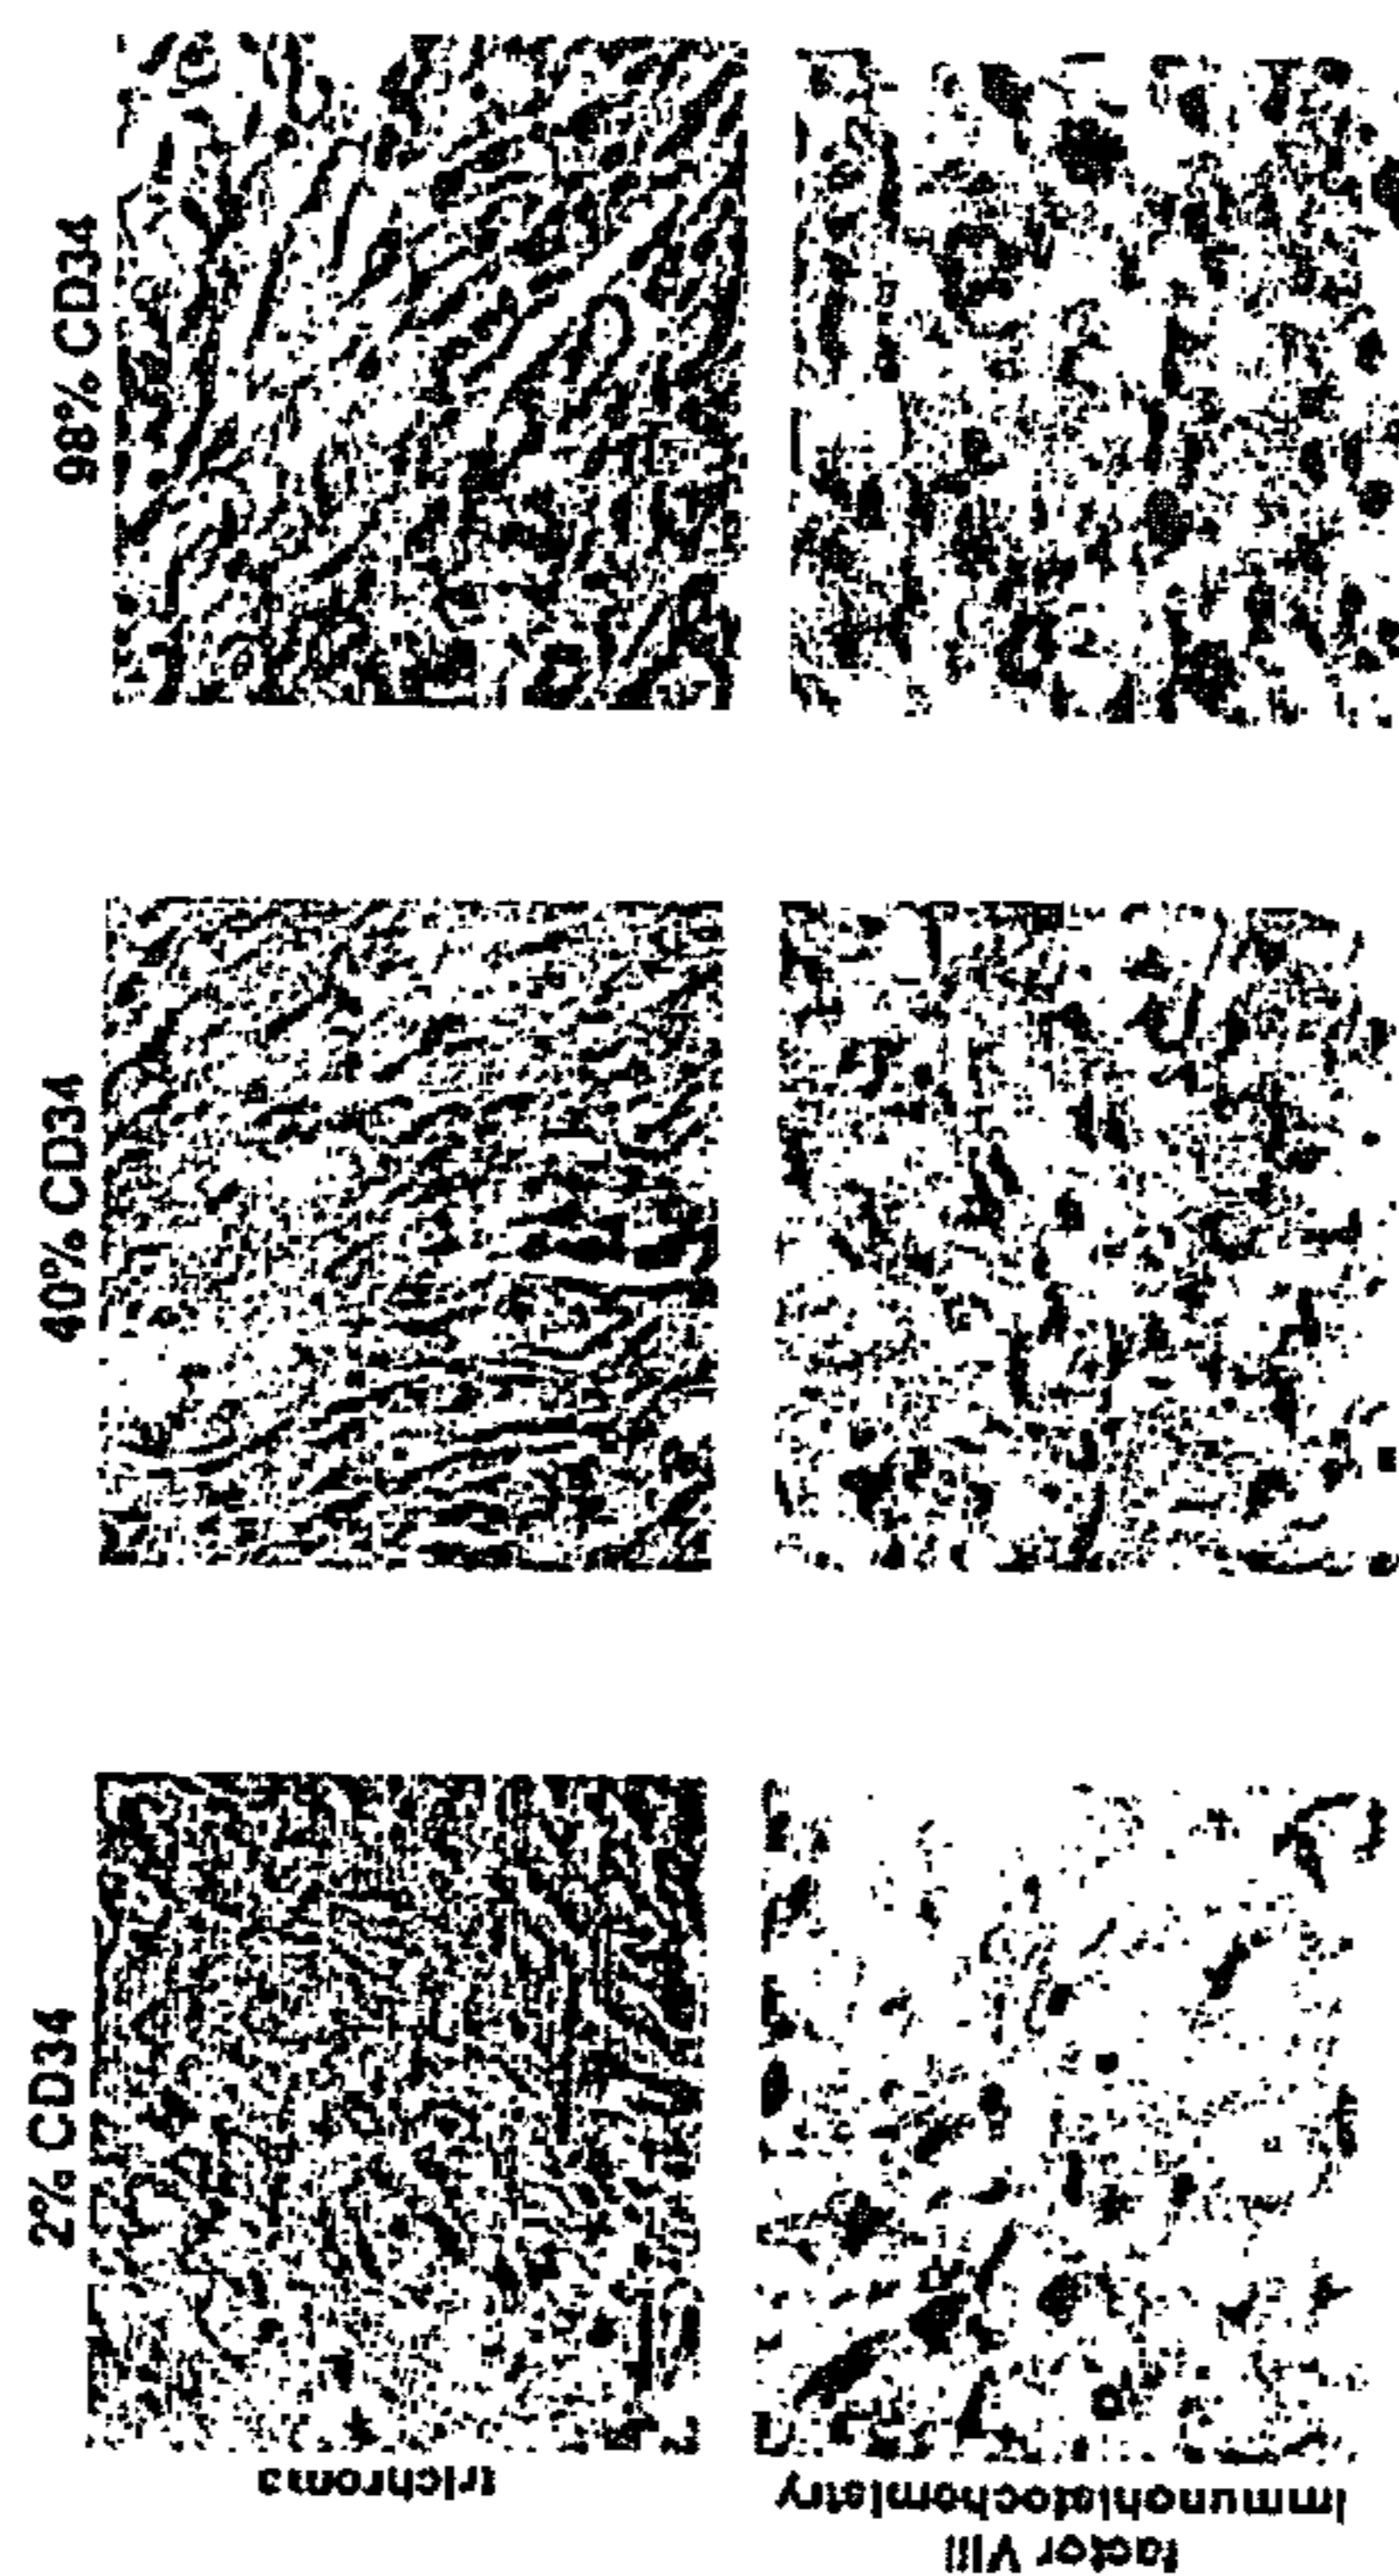 2% CD34
40% CD34
98% CD34
trichrome
factor VIII
immunohistochemistry